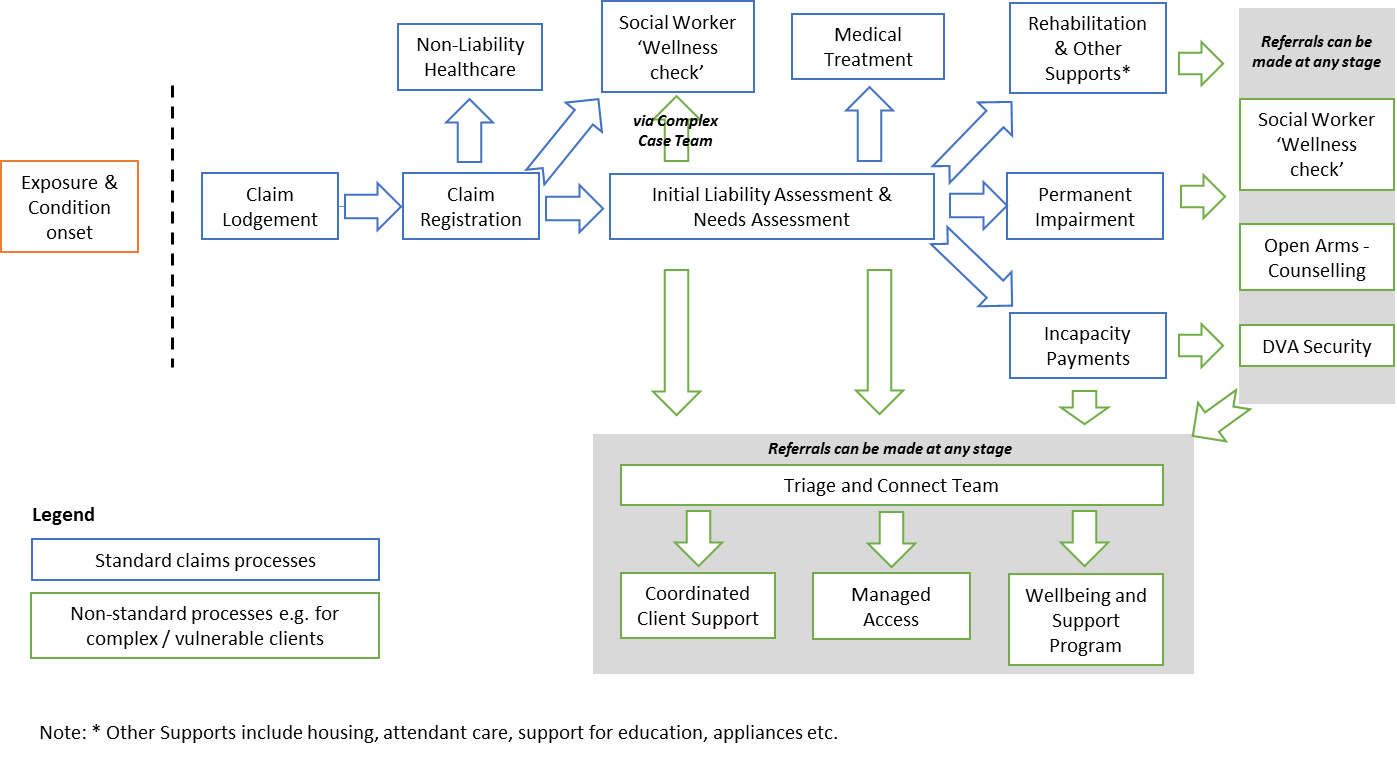 Non-Liability
Healthcare
Social Worker
‘Wellness
check’
Medical
Treatment
Rehabilitation
& Other
Supports*
Referrals can be
made at any stage
via Complex
Case Team
Social Worker
‘Wellness
check’
Exposure &
Condition
onset
Claim
Lodgement
Claim
Registration
Initial Liability Assessment &
Needs Assessment
Permanent
Impairment
Open Arms -
Counselling
Incapacity
Payments
DVA Security
Referrals can be made at any stage
Triage and Connect Team
Coordinated
Client Support
Managed
Access
Wellbeing and
Support
Program
Legend
Standard claims processes
Non-standard processes e.g. for
complex / vulnerable clients
Note: * Other Supports include housing, attendant care, support for education, appliances etc.